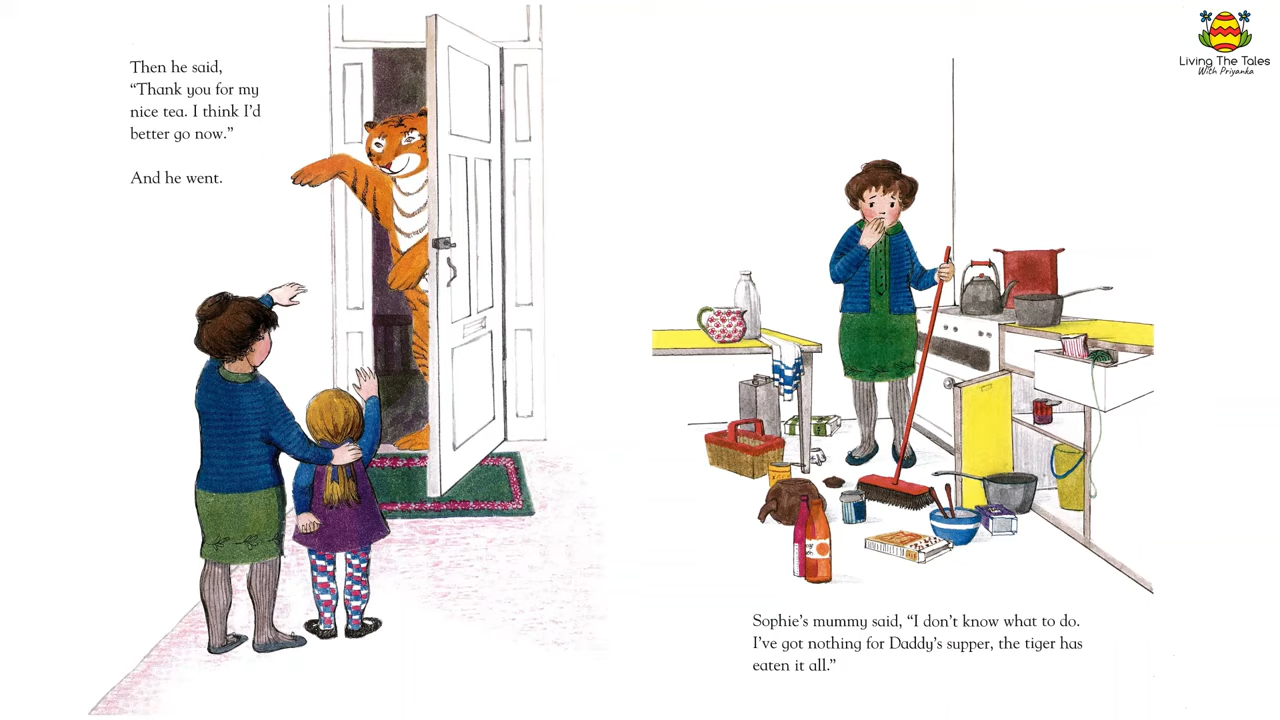 Then he said,
“Thank you for my
nice tea. I think I’d
better go now.”
And he went.
Sophie’s mummy said, “I don’t know what to do.
I’ve got nothing for Daddy’s supper, the tiger has
eaten it all.”
Living The Tales
With Priyanka